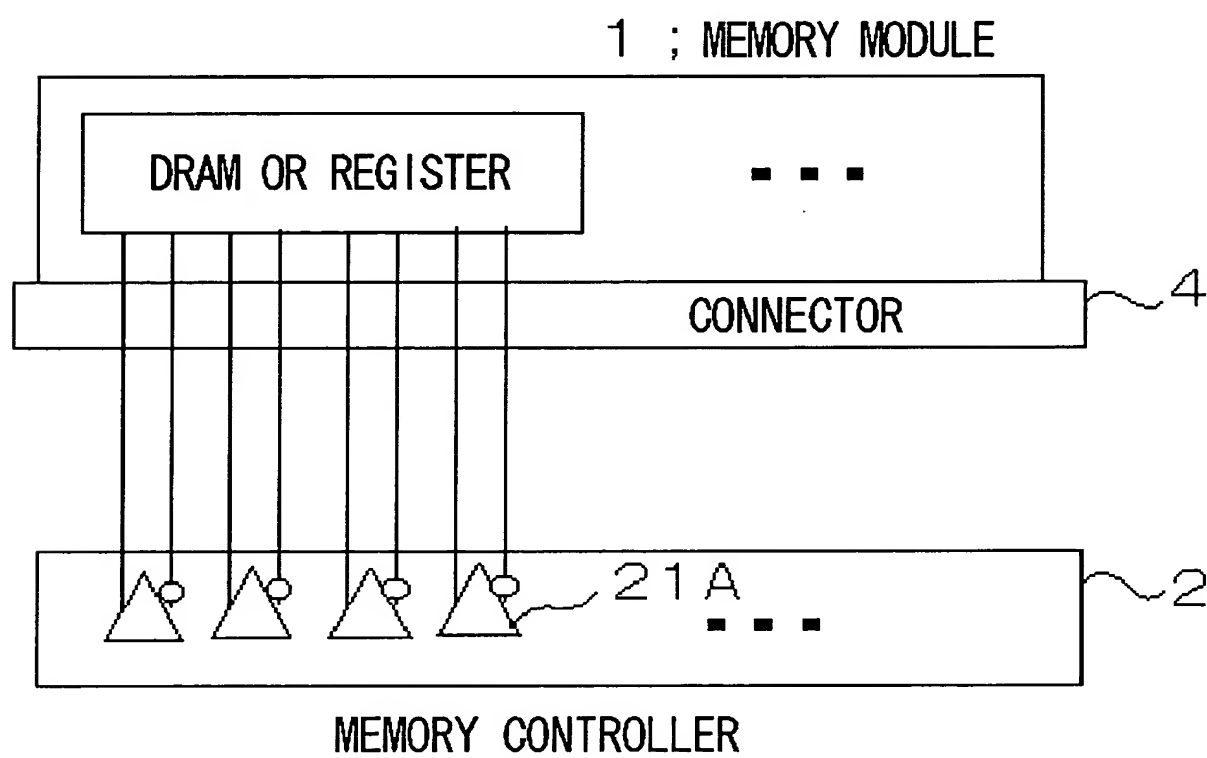 1 ; MEMORY MODULE
DRAM OR REGISTER
CONNECTOR
4
21A
2
MEMORY CONTROLLER